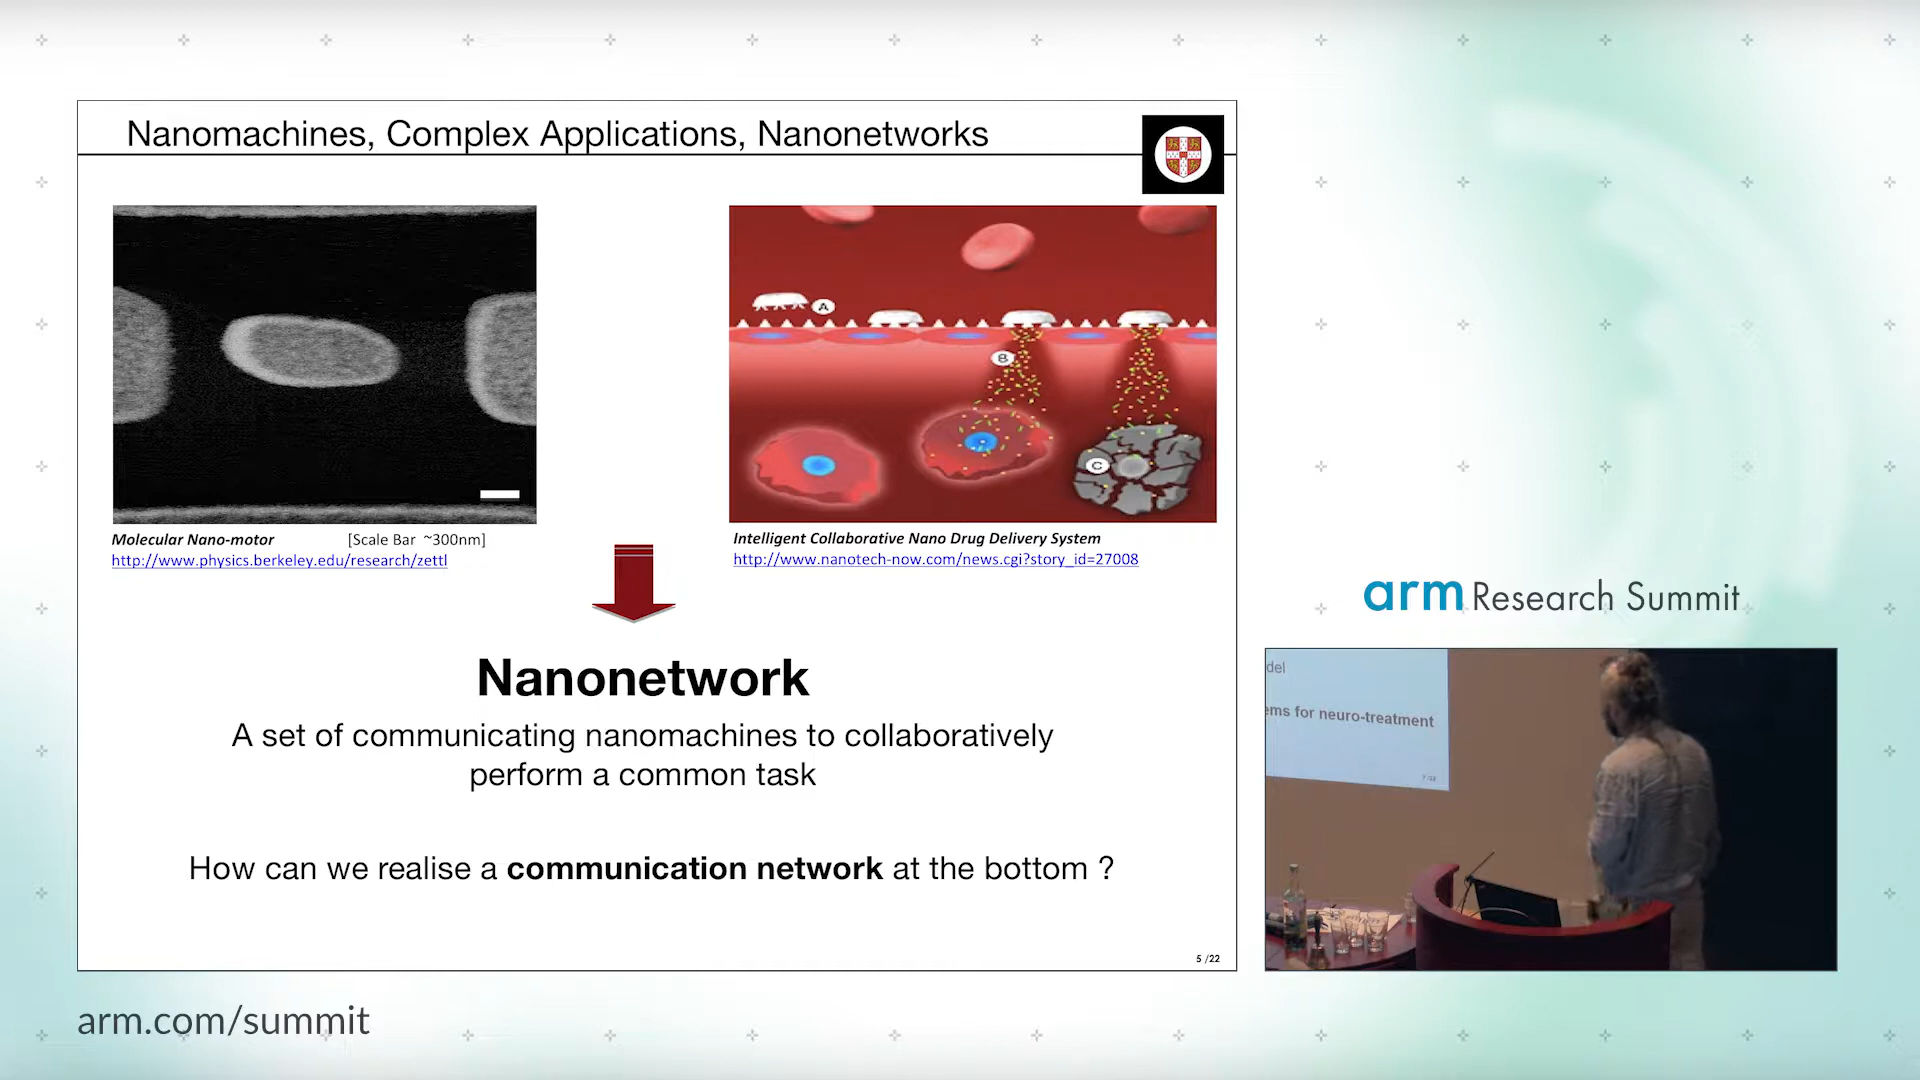 Nanomachines, Complex Applications, Nanonetworks
A
B
C
Molecular Nano-motor [Scale Bar ~300nm]
http://www.physics.berkeley.edu/research/zettl
Intelligent Collaborative Nano Drug Delivery System
http://www.nanotech-now.com/news.cgi?story_id=27008
Nanonetwork
A set of communicating nanomachines to collaboratively
perform a common task
How can we realise a communication network at the bottom ?
5 /22
arm Research Summit
del
ems for neuro-treatment
arm.com/summit